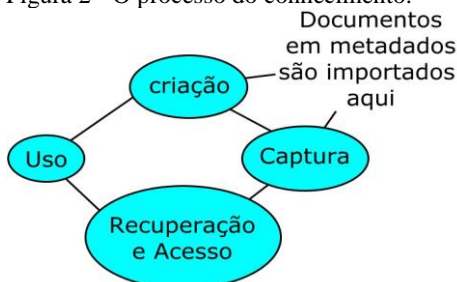 Figura 2 - O processo do conhecimento.
Documentos
em metadados
são importados
aqui
criação
Captura
Uso
Recuperação
e Acesso